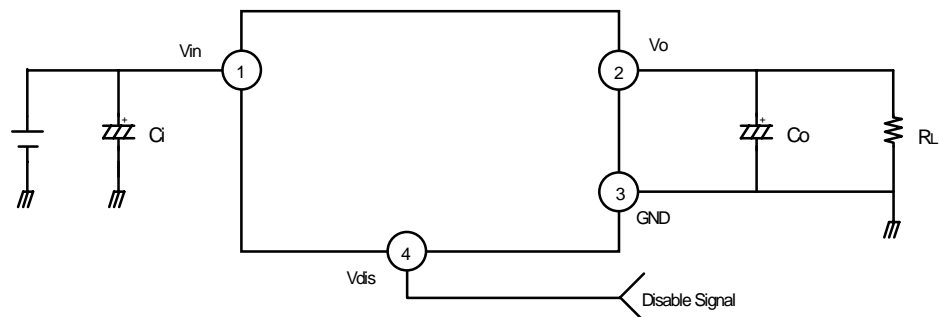 Vin
1
2
Vo
+
Ci
+
Co
RL
3
GND
4
Vdis
Disable Signal